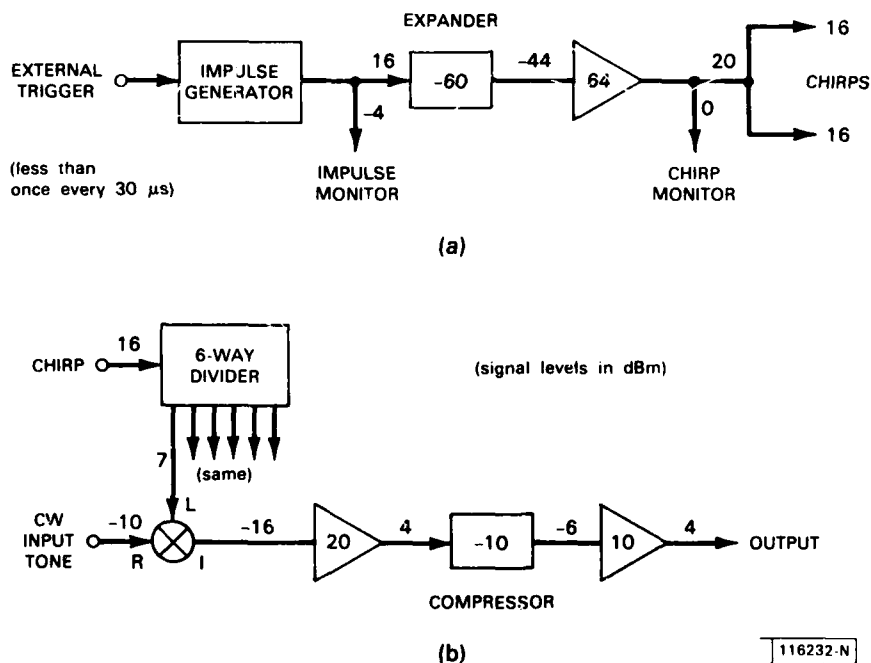 EXPANDER
16
EXTERNAL
TRIGGER
IMPULSE
GENERATOR
16
-60
-44
64
20
CHIRPS
-4
0
16
(less than
once every 30 μs)
IMPULSE
MONITOR
CHIRP
MONITOR
(a)
CHIRP
16
6-WAY
DIVIDER
(signal levels in dBm)
7
(same)
L
CW
INPUT
TONE
-10
R
I
-16
20
4
-10
-6
10
4
OUTPUT
COMPRESSOR
(b)
116232-N